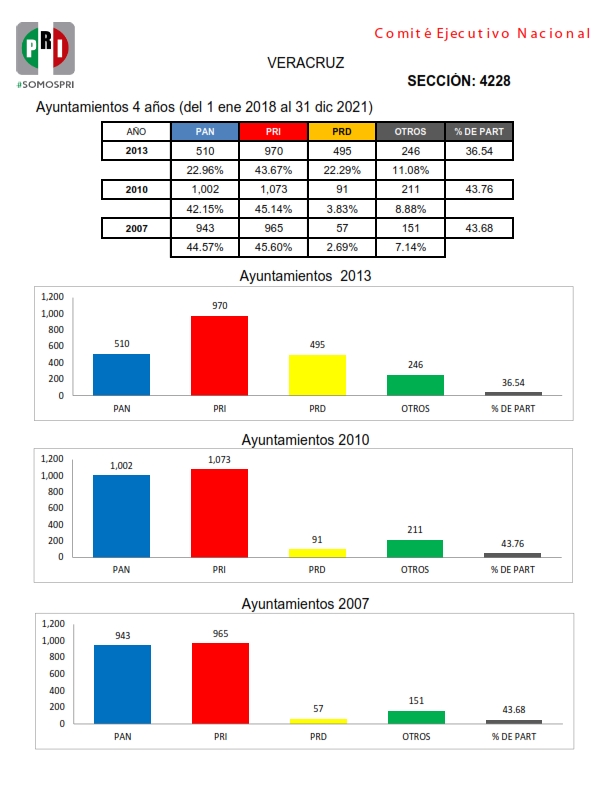 Comité Ejecutivo Nacional
PRI
#SOMOSPRI
VERACRUZ
SECCIÓN: 4228
Ayuntamientos 4 años (del 1 ene 2018 al 31 dic 2021)
AÑO PAN PRI PRD OTROS % DE PART
2013 510 970 495 246 36.54
22.96% 43.67% 22.29% 11.08%
2010 1,002 1,073 91 211 43.76
42.15% 45.14% 3.83% 8.88%
2007 943 965 57 151 43.68
44.57% 45.60% 2.69% 7.14%
Ayuntamientos 2013
1,200
1,000
800
600
400
200
0
510 970 495 246 36.54
PAN PRI PRD OTROS % DE PART
Ayuntamientos 2010
1,200
1,000
800
600
400
200
0
1,002 1,073 91 211 43.76
PAN PRI PRD OTROS % DE PART
Ayuntamientos 2007
1,200
1,000
800
600
400
200
0
943 965 57 151 43.68
PAN PRI PRD OTROS % DE PART